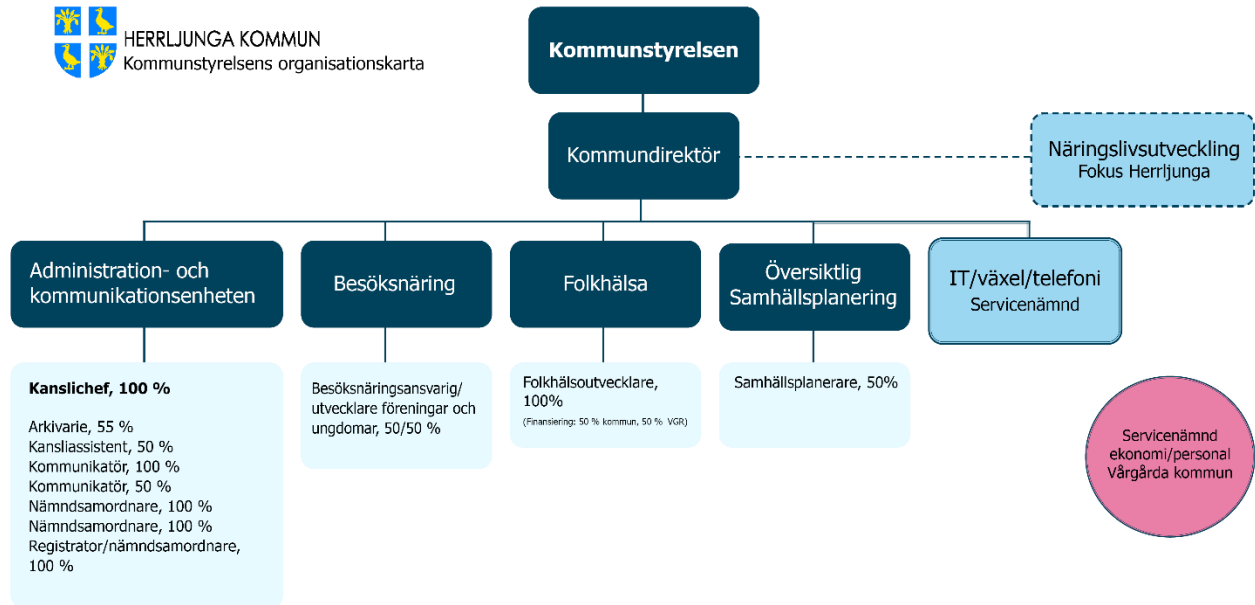 HERRLJUNGA KOMMUN
Kommunstyrelsens organisationskarta
Kommunstyrelsen
Kommundirektör
Näringslivsutveckling
Fokus Herrljunga
Administration- och
kommunikationsenheten
Besöksnäring
Folkhälsa
Översiktlig
Samhällsplanering
IT/växel/telefoni
Servicenämnd
Kanslichef, 100 %
Arkivarie, 55 %
Kansliassistent, 50 %
Kommunikatör, 100 %
Kommunikatör, 50 %
Nämndsamordnare, 100 %
Nämndsamordnare, 100 %
Registrator/nämndsamordnare,
100 %
Besöksnäringsansvarig/
utvecklare föreningar och
ungdomar, 50/50 %
Folkhälsoutvecklare,
100%
(Finansiering: 50 % kommun, 50 % VGR)
Samhällsplanerare, 50%
Servicenämnd
ekonomi/personal
Vårgårda kommun